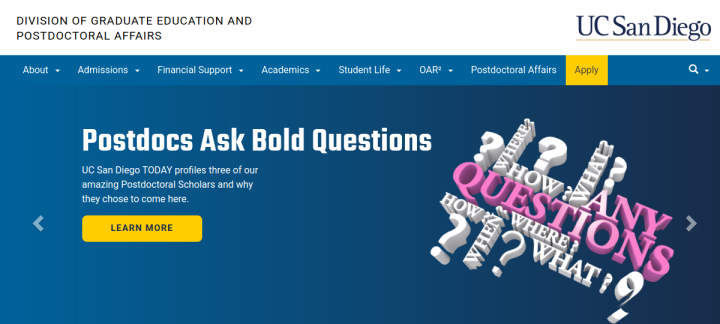 DIVISION OF GRADUATE EDUCATION AND
POSTDOCTORAL AFFAIRS
UC San Diego
About Admissions Financial Support Academics Student Life OAR² Postdoctoral Affairs Apply
Postdocs Ask Bold Questions
UC San Diego TODAY profiles three of our
amazing Postdoctoral Scholars and why
they chose to come here.
LEARN MORE
WHERE?
? ? ! ?
WHAT?
HOW?
ANY
QUESTIONS
HOW
WHERE?
WHEN
? ? ?
WHAT?